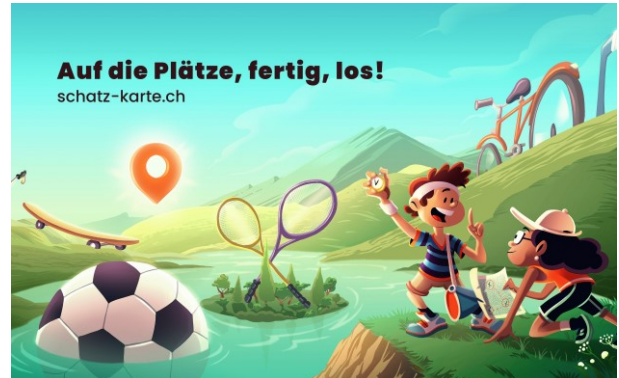 Auf die Plätze, fertig, los!
schatz-karte.ch